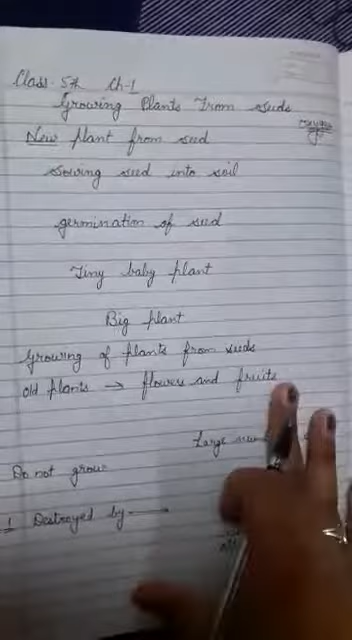 Class-5th Ch-1
Growing Plants From seeds
New plant from seed
sowing seed into soil
germination of seed
Tiny baby plant
Big plant
Growing of plants from seeds
old plants → flowers and fruits
Large
Do not grow
1 Destroyed by →